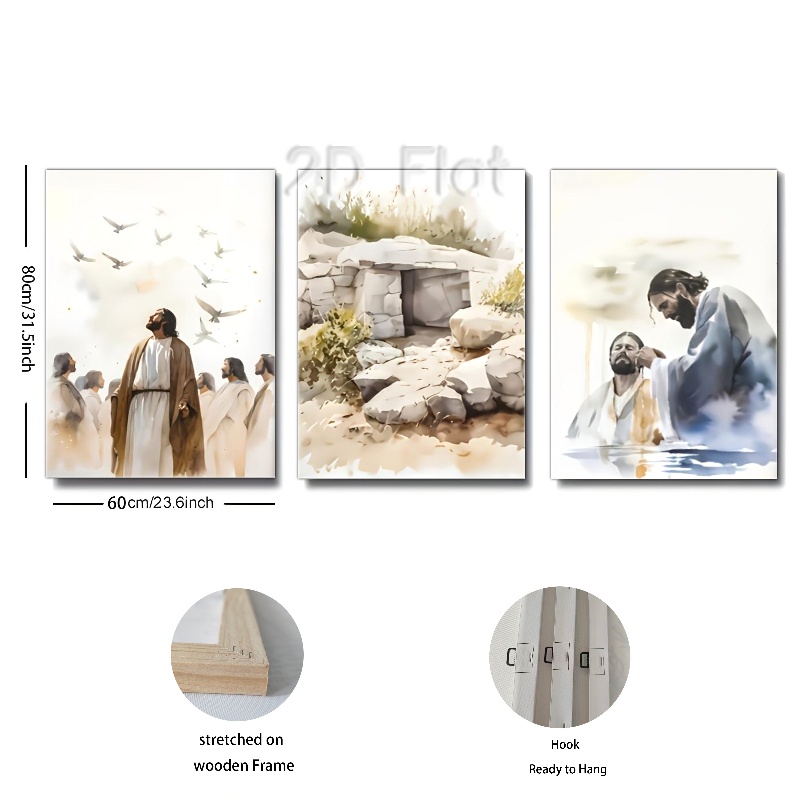 2D Flat
80cm/31.5inch
60cm/23.6inch
stretched on
wooden Frame
Hook
Ready to Hang